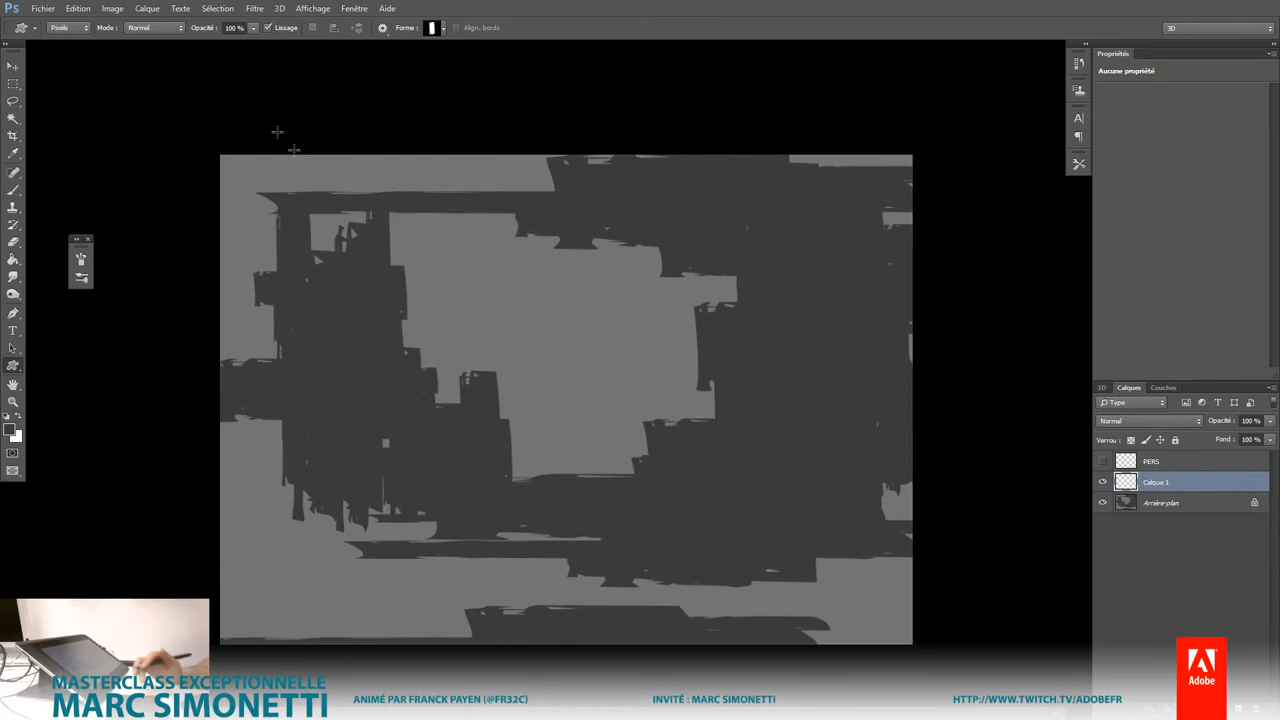 Ps Fichier Edition Image Calque Texte Sélection Filtre 3D Affichage Fenêtre Aide
Pixels Mode : Normal Opacité : 100 % Lissage Forme : Align. bords 3D
Propriétés
Aucune propriété
3D Calques Couches
Type
Normal Opacité : 100 %
Verrou : Fond : 100 %
PERS
Calque 1
Arrière-plan
MASTERCLASS EXCEPTIONNELLE
MARC SIMONETTI
ANIMÉ PAR FRANCK PAYEN (@FR32C) INVITÉ : MARC SIMONETTI HTTP://WWW.TWITCH.TV/ADOBEFR
Adobe